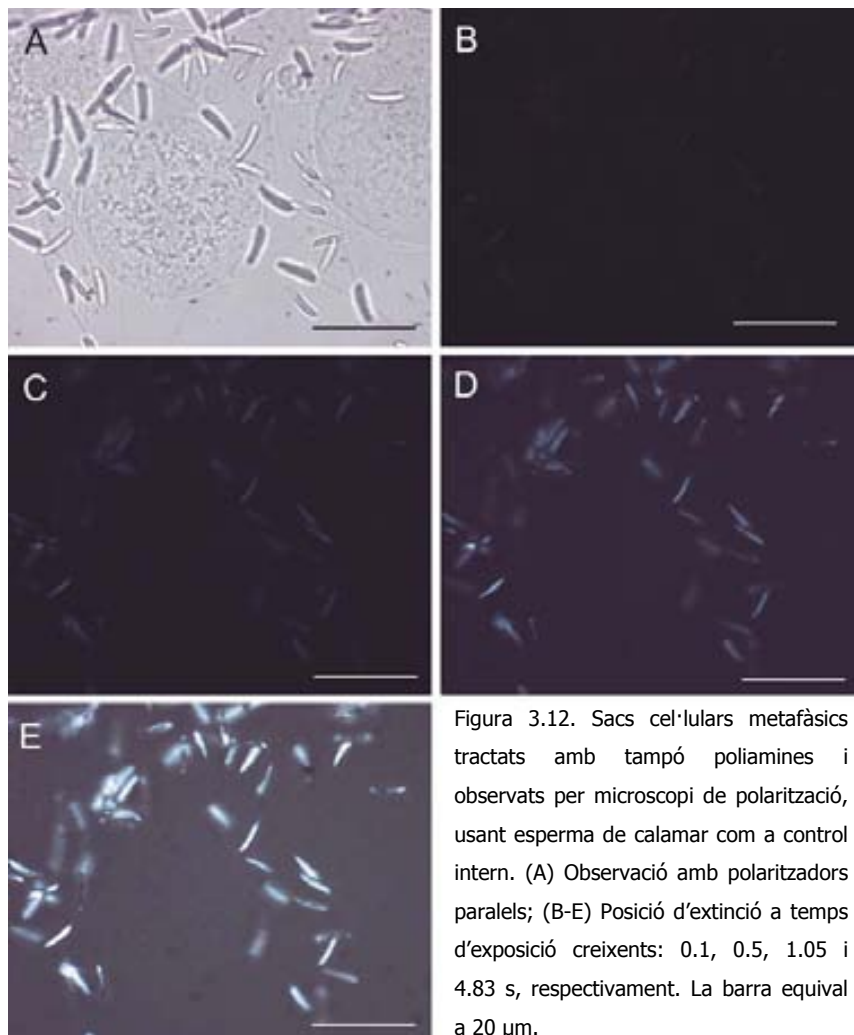 A
B
C
D
E
Figura 3.12. Sacs cel·lulars metafàsics
tractats amb tampó poliamines i
observats per microscopi de polarització,
usant esperma de calamar com a control
intern. (A) Observació amb polaritzadors
paralels; (B-E) Posició d'extinció a temps
d'exposició creixents: 0.1, 0.5, 1.05 i
4.83 s, respectivament. La barra equival
a 20 µm.